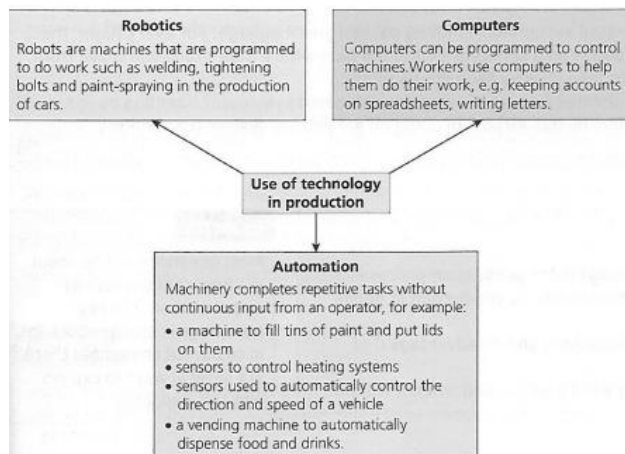 Robotics
Robots are machines that are programmed
to do work such as welding, tightening
bolts and paint-spraying in the production
of cars.
Computers
Computers can be programmed to control
machines.Workers use computers to help
them do their work, e.g. keeping accounts
on spreadsheets, writing letters.
Use of technology
in production
Automation
Machinery completes repetitive tasks without
continuous input from an operator, for example:
• a machine to fill tins of paint and put lids
on them
• sensors to control heating systems
• sensors used to automatically control the
direction and speed of a vehicle
• a vending machine to automatically
dispense food and drinks.